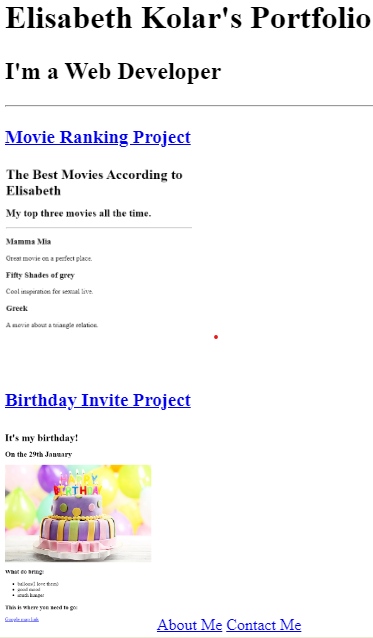 Elisabeth Kolar's Portfolio
I'm a Web Developer
Movie Ranking Project
The Best Movies According to
Elisabeth
My top three movies all the time.
Mamma Mia
Great movie on a perfect place.
Fifty Shades of grey
Cool inspiration for sexual live.
Greek
A movie about a triangle relation.
Birthday Invite Project
It's my birthday!
On the 29th January
HAPPY
BIRTHDAY
What do bring:
balloons I love them!
good mood
much hunger
This is where you need to go:
Google map link
About Me Contact Me